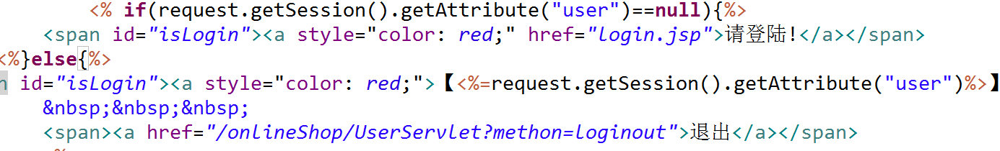 <% if(request.getSession().getAttribute("user")==null){%>
<span id="isLogin"><a style="color: red;" href="login.jsp">请登陆!</a></span>
<%}else{%>
n id="isLogin"><a style="color: red;">【<%=request.getSession().getAttribute("user")%>】
&nbsp;&nbsp;&nbsp;
<span><a href="/onlineShop/UserServlet?methon=loginout">退出</a></span>